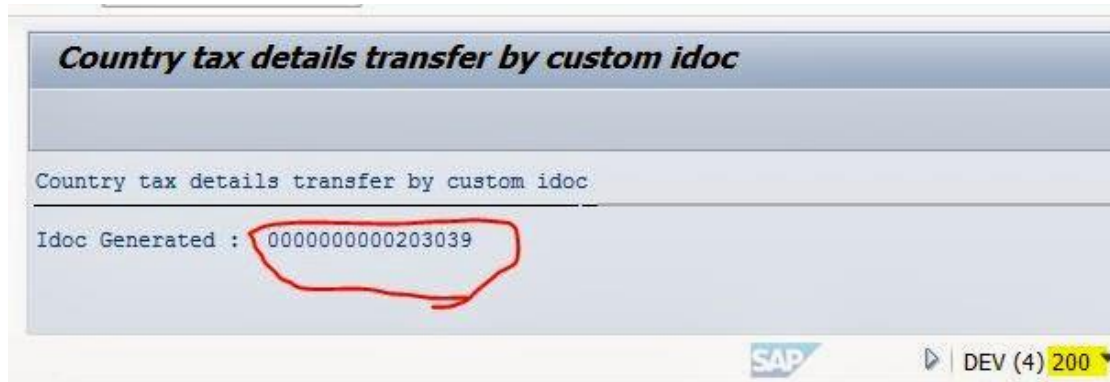 Country tax details transfer by custom idoc
Country tax details transfer by custom idoc
Idoc Generated : 0000000000203039
SAP DEV (4) 200